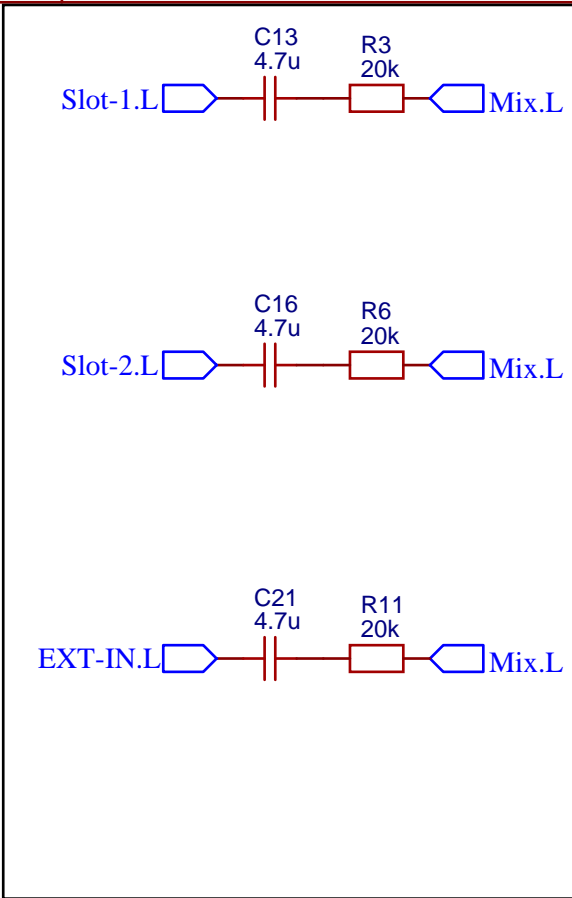 C13
4.7u
R3
20k
Slot-1.L
Mix.L
C16
4.7u
R6
20k
Slot-2.L
Mix.L
C21
4.7u
R11
20k
EXT-IN.L
Mix.L